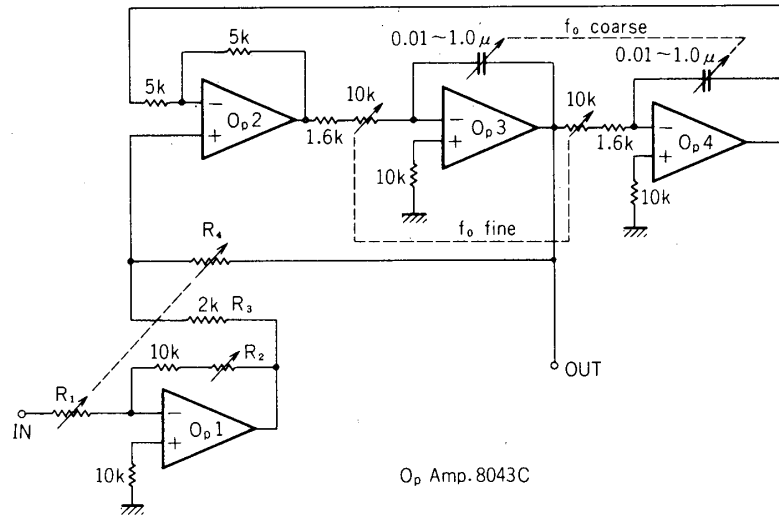 f₀ coarse
0.01~1.0μ
0.01~1.0μ
5k
5k
10k
10k
−
+
Op2
1.6k
−
+
Op3
1.6k
−
+
Op4
10k
10k
f₀ fine
R₄
2k R₃
10k
R₂
R₁
OUT
IN
−
+
Op1
10k
Op Amp. 8043C